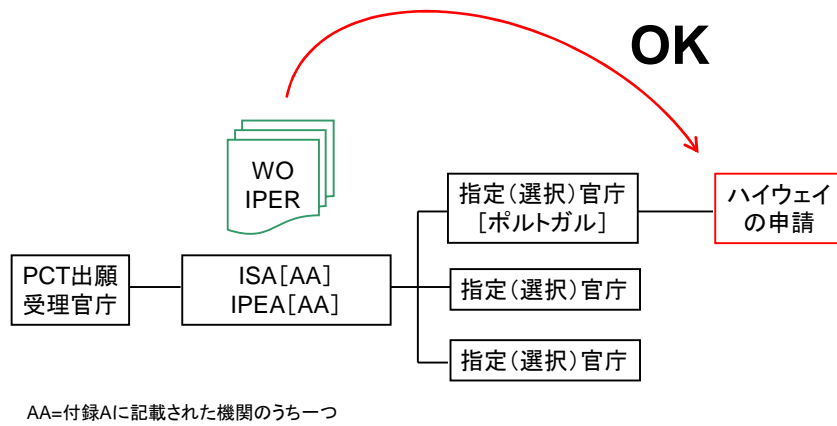 OK
WO
IPER
指定(選択)官庁
[ポルトガル]
ハイウェイ
の申請
PCT出願
受理官庁
ISA[AA]
IPEA[AA]
指定(選択)官庁
指定(選択)官庁
AA=付録Aに記載された機関のうち一つ